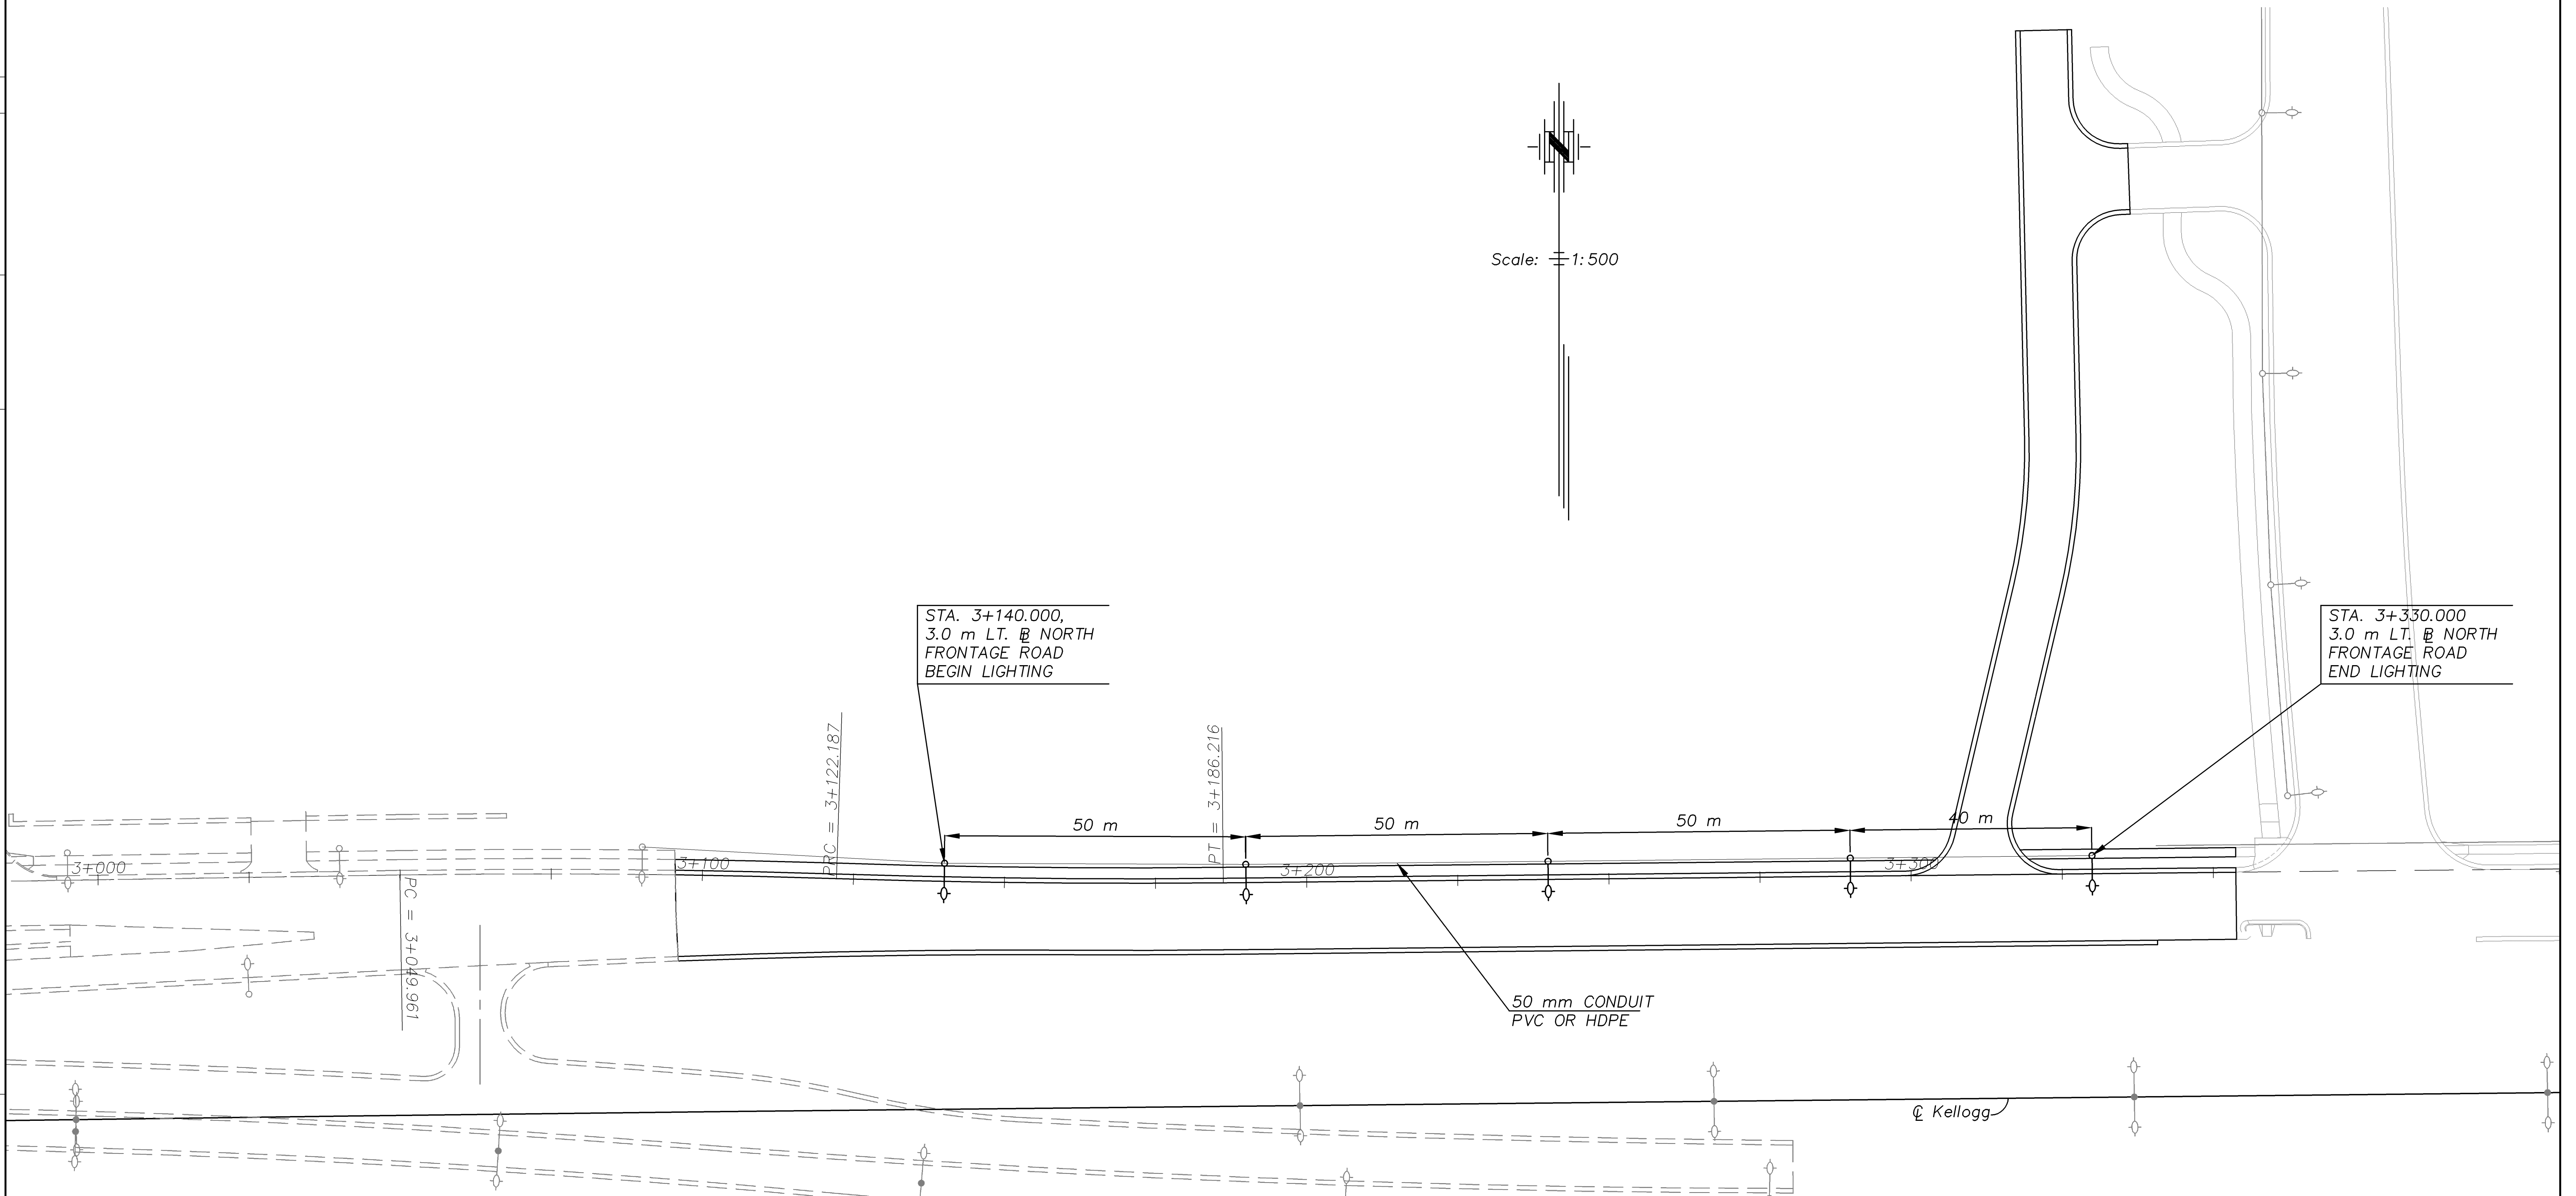 Scale: 1:500
STA. 3+140.000,
3.0 m LT. BL NORTH
FRONTAGE ROAD
BEGIN LIGHTING
STA. 3+330.000
3.0 m LT. BL NORTH
FRONTAGE ROAD
END LIGHTING
PRC = 3+122.187
PT = 3+186.216
50 m
50 m
50 m
40 m
3+000
3+100
3+200
3+300
PC = 3+049.961
50 mm CONDUIT
PVC OR HDPE
CL Kellogg